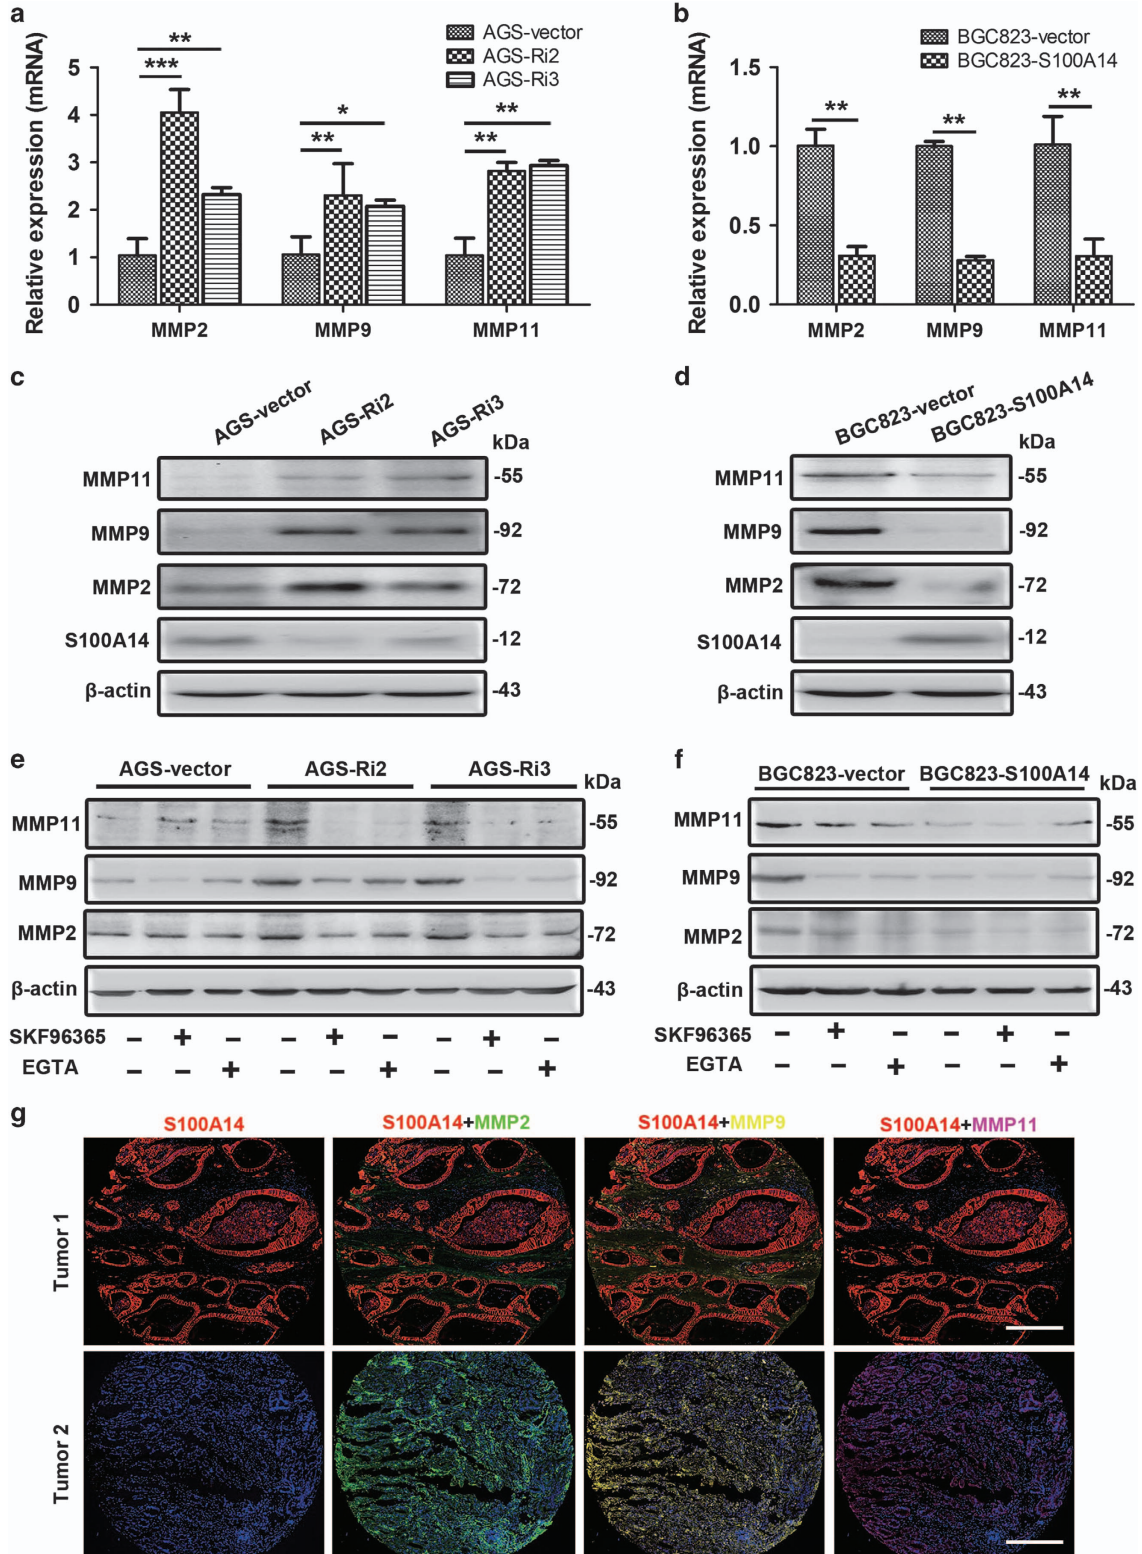 a
AGS-vector
AGS-Ri2
AGS-Ri3
Relative expression (mRNA)
5
4
3
2
1
0
***
**
**
*
**
**
MMP2
MMP9
MMP11
b
BGC823-vector
BGC823-S100A14
Relative expression (mRNA)
1.5
1.0
0.5
0.0
**
**
**
MMP2
MMP9
MMP11
c
AGS-vector
AGS-Ri2
AGS-Ri3
kDa
MMP11
-55
MMP9
-92
MMP2
-72
S100A14
-12
β-actin
-43
d
BGC823-vector
BGC823-S100A14
kDa
MMP11
-55
MMP9
-92
MMP2
-72
S100A14
-12
β-actin
-43
e
AGS-vector
AGS-Ri2
AGS-Ri3
kDa
MMP11
-55
MMP9
-92
MMP2
-72
β-actin
-43
SKF96365 − + − − + − − + −
EGTA − − + − − + − − +
f
BGC823-vector
BGC823-S100A14
kDa
MMP11
-55
MMP9
-92
MMP2
-72
β-actin
-43
SKF96365 − + − − + −
EGTA − − + − − +
g
S100A14
S100A14+MMP2
S100A14+MMP9
S100A14+MMP11
Tumor 1
Tumor 2